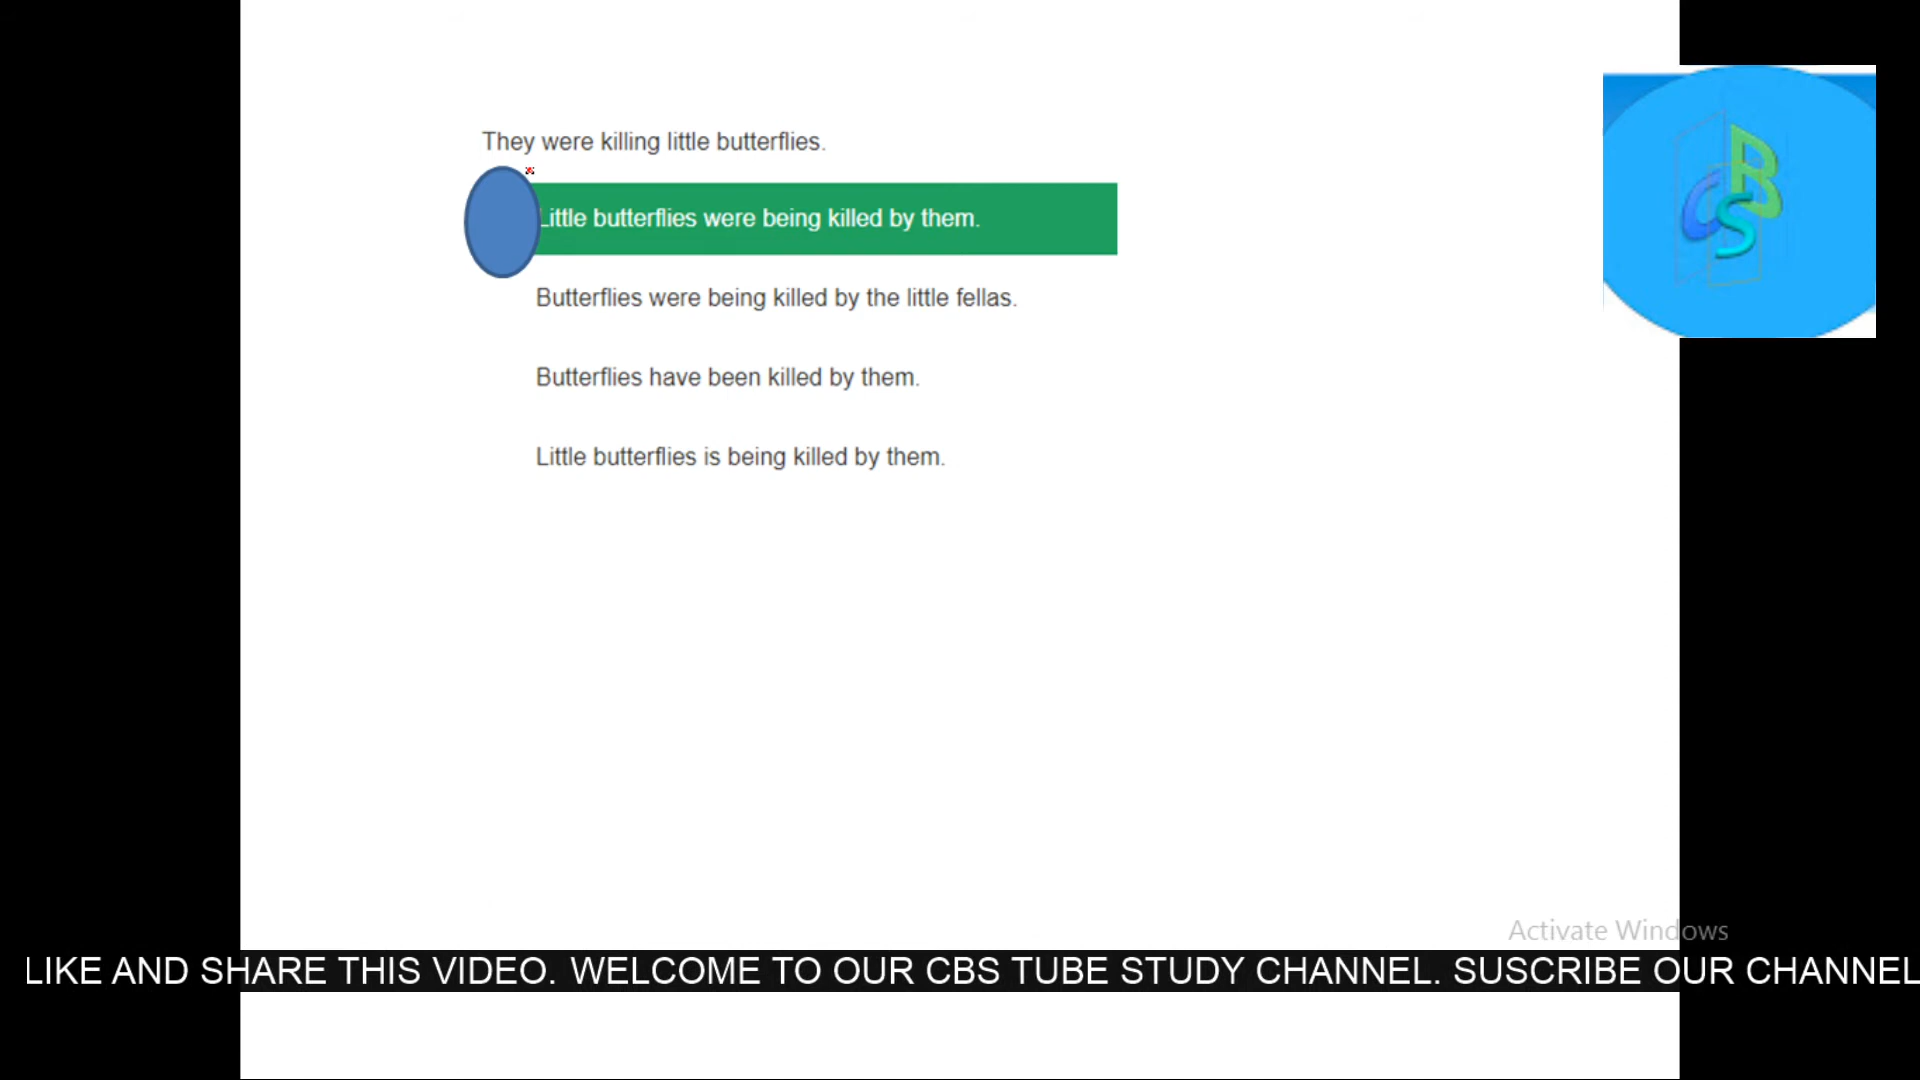 They were killing little butterflies.
Little butterflies were being killed by them.
Butterflies were being killed by the little fellas.
Butterflies have been killed by them.
Little butterflies is being killed by them.
CBS
Activate Windows
LIKE AND SHARE THIS VIDEO. WELCOME TO OUR CBS TUBE STUDY CHANNEL. SUSCRIBE OUR CHANNEL